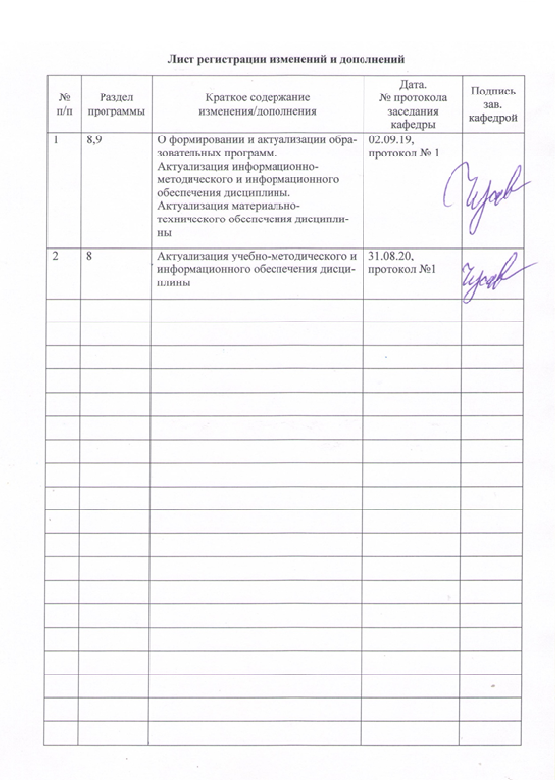 Лист регистрации изменений и дополнений
№
п/п
Раздел
программы
Краткое содержание
изменения/дополнения
Дата.
№ протокола
заседания
кафедры
Подпись
зав.
кафедрой
1
8,9
О формировании и актуализации обра-
зовательных программ.
Актуализация информационно-
методического и информационного
обеспечения дисциплины.
Актуализация материально-
технического обеспечения дисципли-
ны
02.09.19,
протокол № 1
2
8
Актуализация учебно-методического и
информационного обеспечения дисци-
плины
31.08.20,
протокол №1